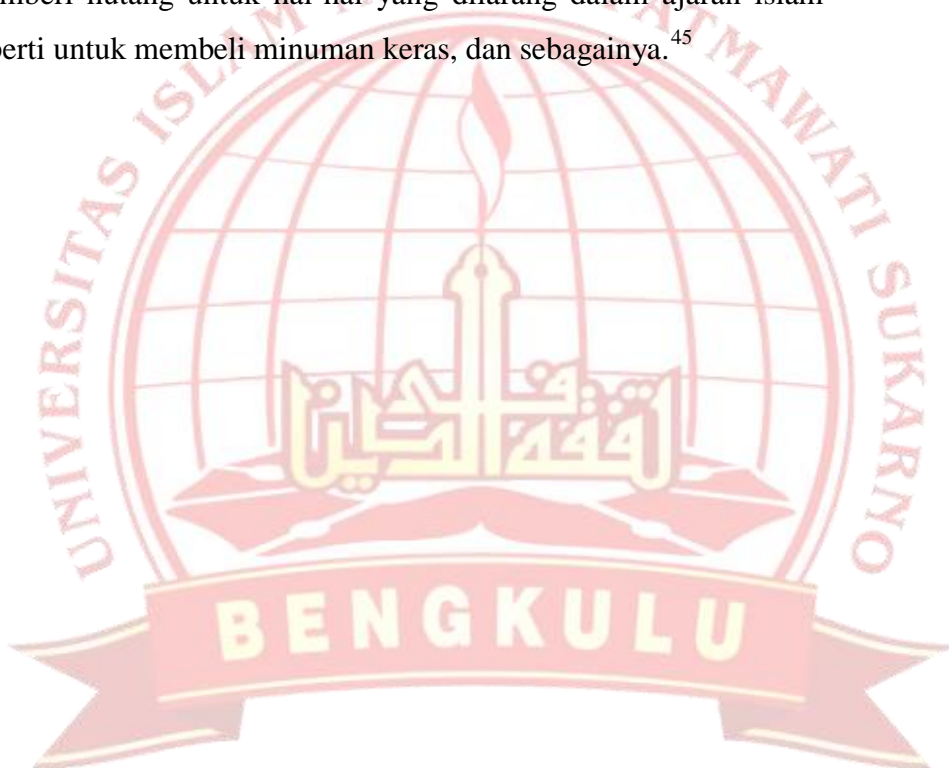 mberi hutang untuk hal-hal yang dilarang dalam ajaran Islam
perti untuk membeli minuman keras, dan sebagainya.45
UNIVERSITAS ISLAM
ATMAWATI SUKARNO
BENGKULU